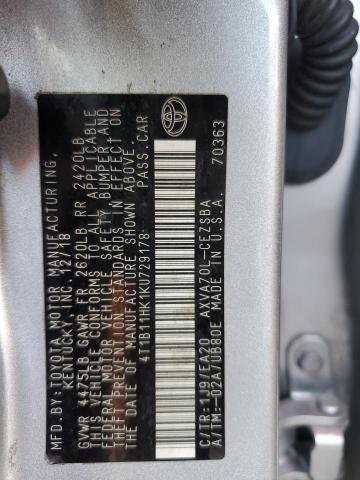 MFD.BY:TOYOTA MOTOR MANUFACTURING,
KENTUCKY,INC. 12/18
GVWR 4475LB GAWR FR 2620LB RR 2420LB
THIS VEHICLE CONFORMS TO ALL APPLICABLE
FEDERAL MOTOR VEHICLE SAFETY, BUMPER,AND
THEFT PREVENTION STANDARDS IN EFFECT ON
THE DATE OF MANUFACTURE SHOWN ABOVE.
4T1B11HK1KU729178 PASS.CAR
C/TR:1J9/EA20 AXVA70L-CEZSBA
A/TM:-02A/UB80E MADE IN U.S.A.
70363